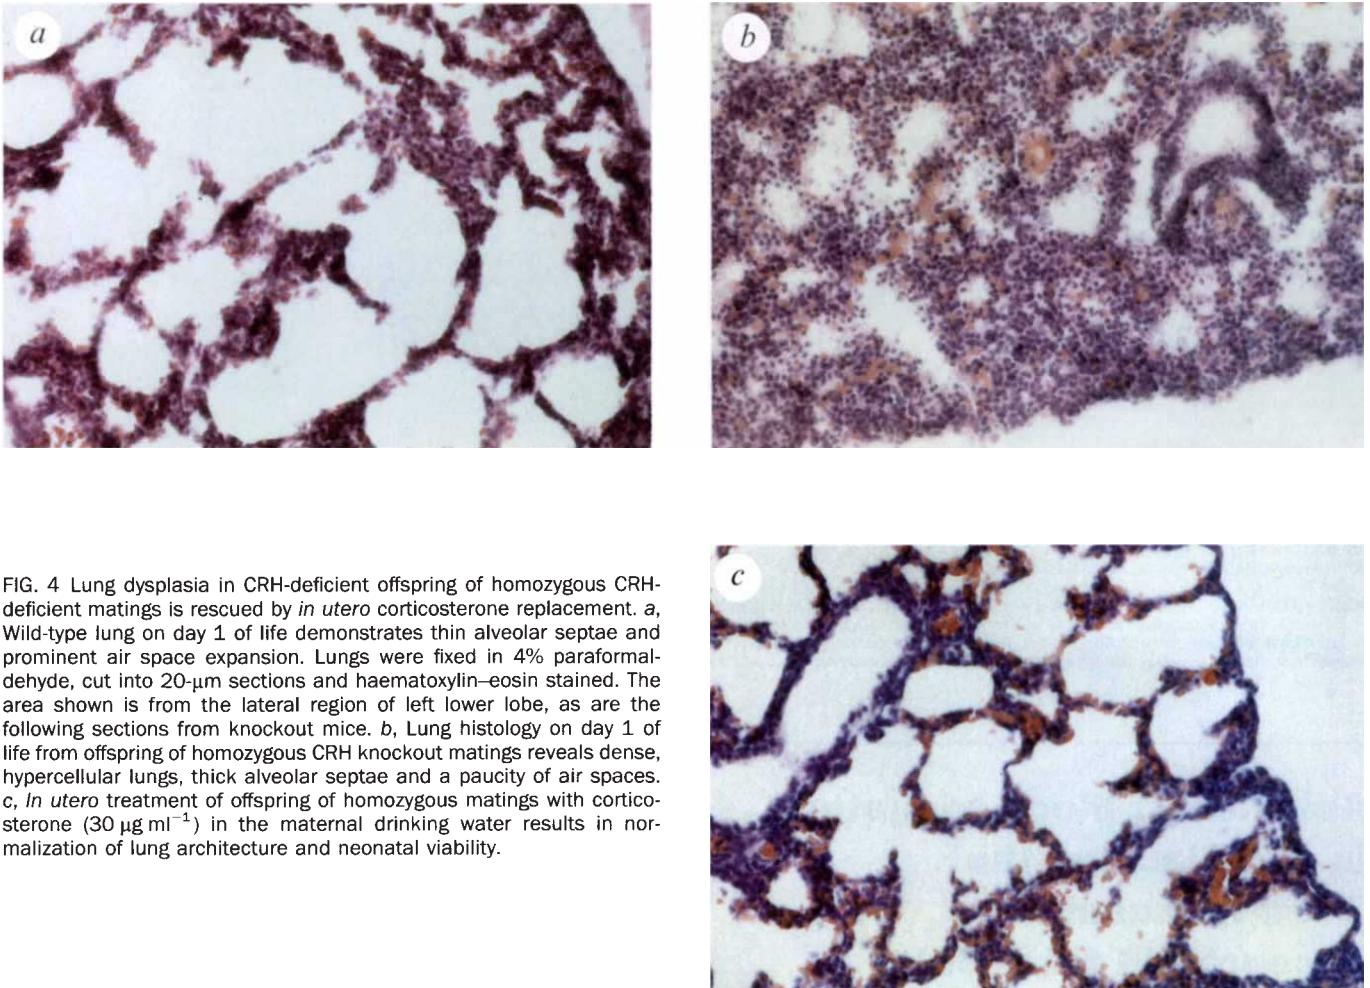 a
b
c
FIG. 4 Lung dysplasia in CRH-deficient offspring of homozygous CRH-
deficient matings is rescued by in utero corticosterone replacement. a,
Wild-type lung on day 1 of life demonstrates thin alveolar septae and
prominent air space expansion. Lungs were fixed in 4% paraformal-
dehyde, cut into 20-μm sections and haematoxylin–eosin stained. The
area shown is from the lateral region of left lower lobe, as are the
following sections from knockout mice. b, Lung histology on day 1 of
life from offspring of homozygous CRH knockout matings reveals dense,
hypercellular lungs, thick alveolar septae and a paucity of air spaces.
c, In utero treatment of offspring of homozygous matings with cortico-
sterone (30 μg ml⁻¹) in the maternal drinking water results in nor-
malization of lung architecture and neonatal viability.